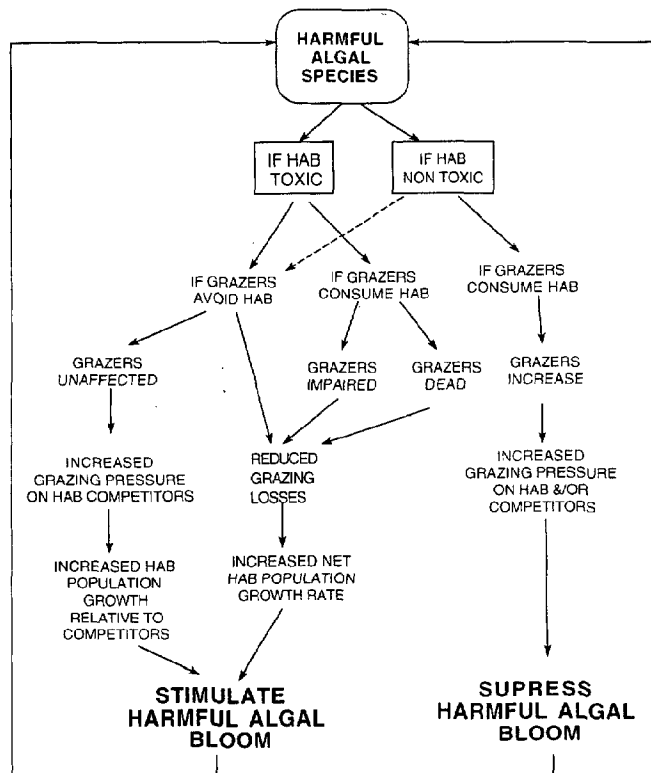 HARMFUL
ALGAL
SPECIES
IF HAB
TOXIC
IF HAB
NON TOXIC
IF GRAZERS
AVOID HAB
IF GRAZERS
CONSUME HAB
IF GRAZERS
CONSUME HAB
GRAZERS
UNAFFECTED
GRAZERS
IMPAIRED
GRAZERS
DEAD
GRAZERS
INCREASE
INCREASED
GRAZING PRESSURE
ON HAB COMPETITORS
REDUCED
GRAZING
LOSSES
INCREASED
GRAZING PRESSURE
ON HAB &/OR
COMPETITORS
INCREASED HAB
POPULATION
GROWTH
RELATIVE TO
COMPETITORS
INCREASED NET
HAB POPULATION
GROWTH RATE
STIMULATE
HARMFUL ALGAL
BLOOM
SUPRESS
HARMFUL ALGAL
BLOOM